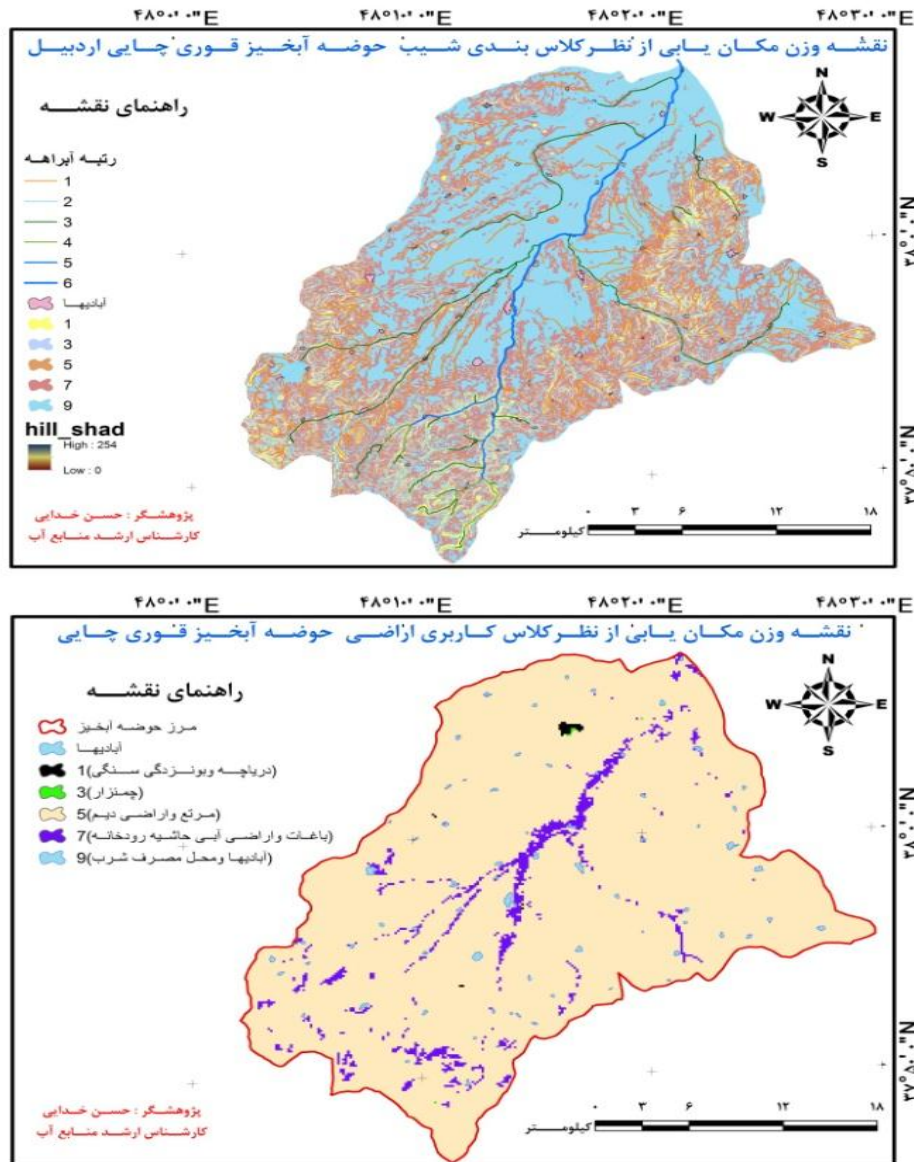 ۴۸°۰'۰"E ۴۸°۱۰'۰"E ۴۸°۲۰'۰"E ۴۸°۳۰'۰"E
نقشه وزن مکان یابی از نظر کلاس بندی شیب حوضه آبخیز قوری چایی اردبیل
N
W E
S
راهنمای نقشه
رتبه آبراهه
1
2
3
4
5
6
آبادیها
1
3
5
7
9
hill_shad
High : 254
Low : 0
پژوهشگر : حسن خدایی
کارشناس ارشد منابع آب
۰ ۳ ۶ ۱۲ ۱۸
کیلومتر
۴۸°۰'۰"E ۴۸°۱۰'۰"E ۴۸°۲۰'۰"E ۴۸°۳۰'۰"E
نقشه وزن مکان یابی از نظر کلاس کاربری اراضی حوضه آبخیز قوری چایی
N
W E
S
راهنمای نقشه
مرز حوضه آبخیز
آبادیها
1(دریاچه وبونزدگی سنگی)
3(چمنزار)
5(مرتع واراضی دیم)
7(باغات واراضی آبی حاشیه رودخانه)
9(آبادیها ومحل مصرف شرب)
پژوهشگر : حسن خدایی
کارشناس ارشد منابع آب
۰ ۳ ۶ ۱۲ ۱۸
کیلومتر